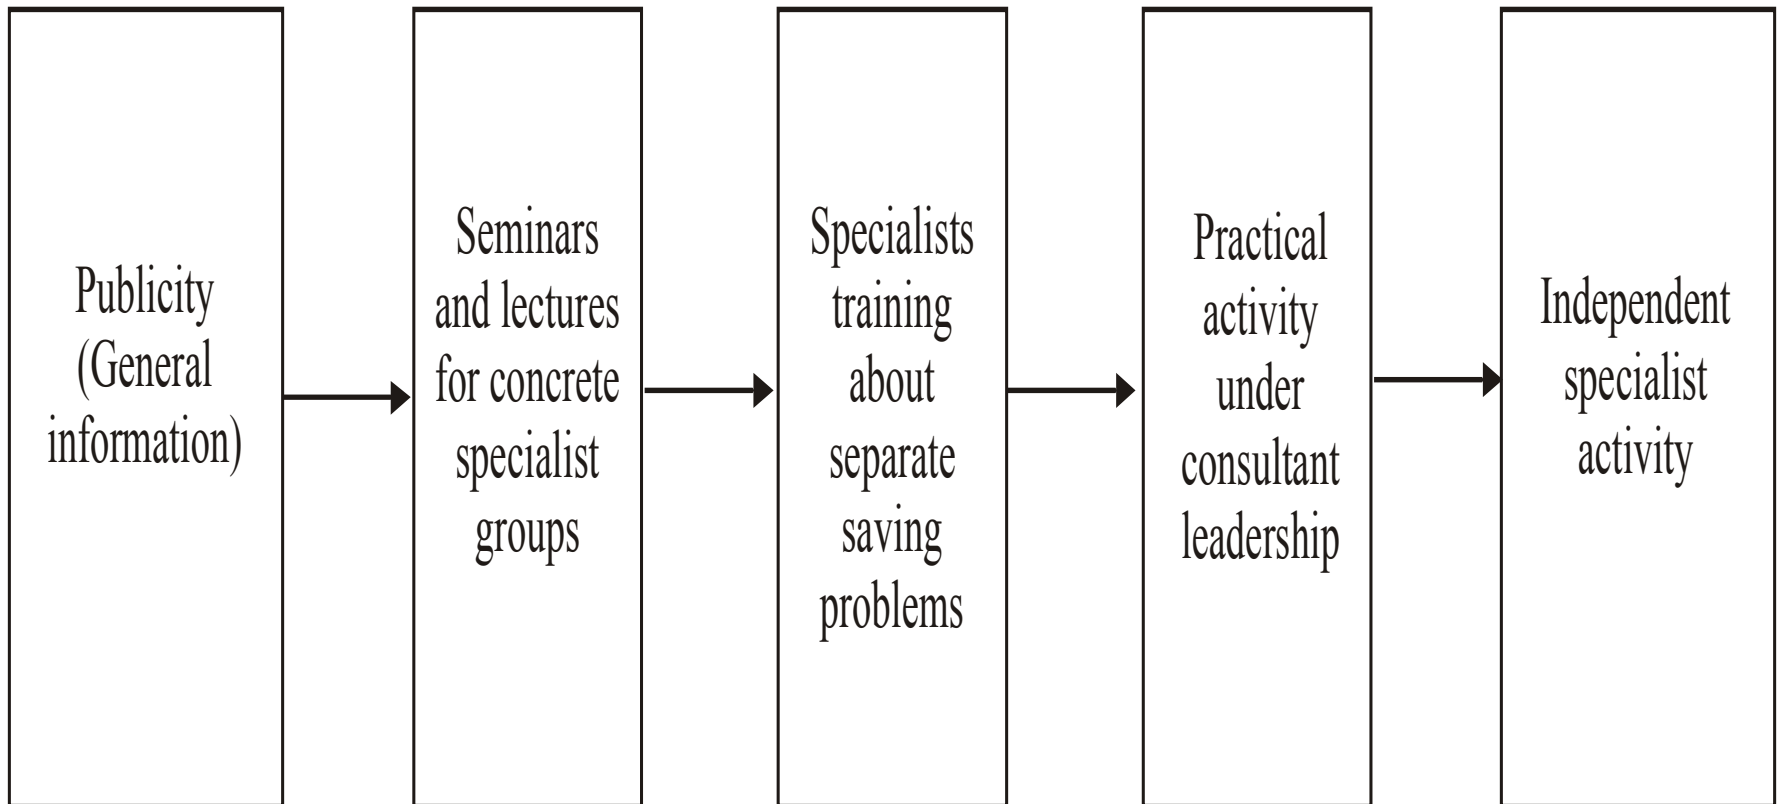 Publicity
(General
information)
Seminars
and lectures
for concrete
specialist
groups
Specialists
training
about
separate
saving
problems
Practical
activity
under
consultant
leadership
Independent
specialist
activity